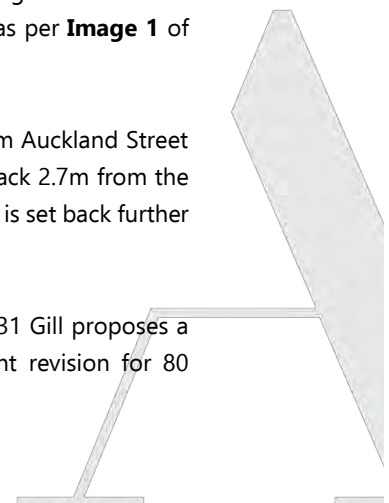 as per Image 1 of
m Auckland Street
ack 2.7m from the
is set back further
31 Gill proposes a
nt revision for 80